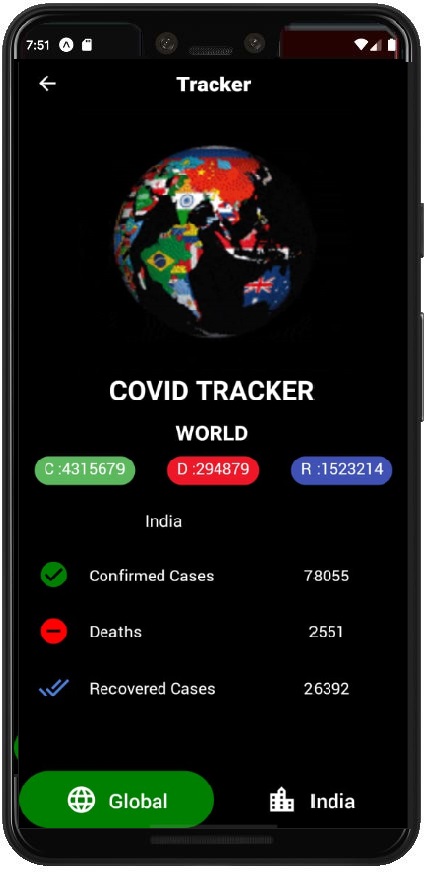 7:51
Tracker
COVID TRACKER
WORLD
C :4315679 D :294879 R :1523214
India
Confirmed Cases 78055
Deaths 2551
Recovered Cases 26392
Global India